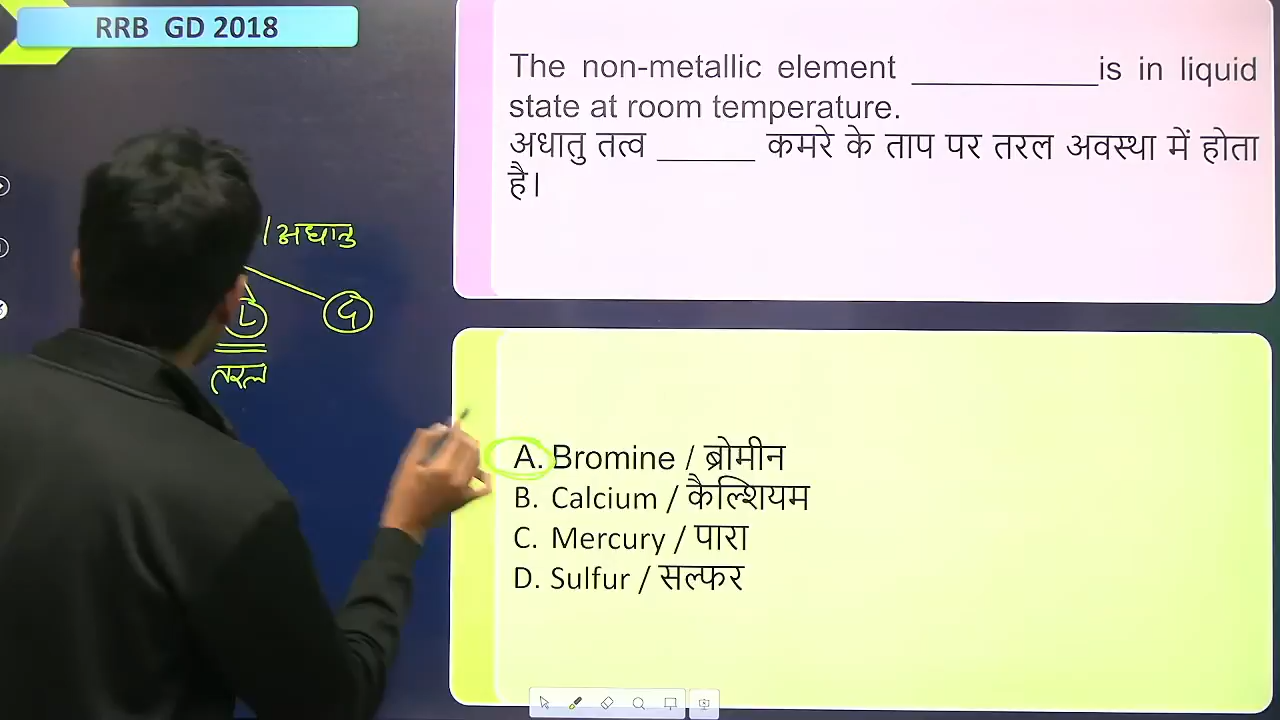 RRB GD 2018
The non-metallic element ____________is in liquid
state at room temperature.
अधातु तत्व ______ कमरे के ताप पर तरल अवस्था में होता
है।
/ अधातु
L
G
तरल
A. Bromine / ब्रोमीन
B. Calcium / कैल्शियम
C. Mercury / पारा
D. Sulfur / सल्फर